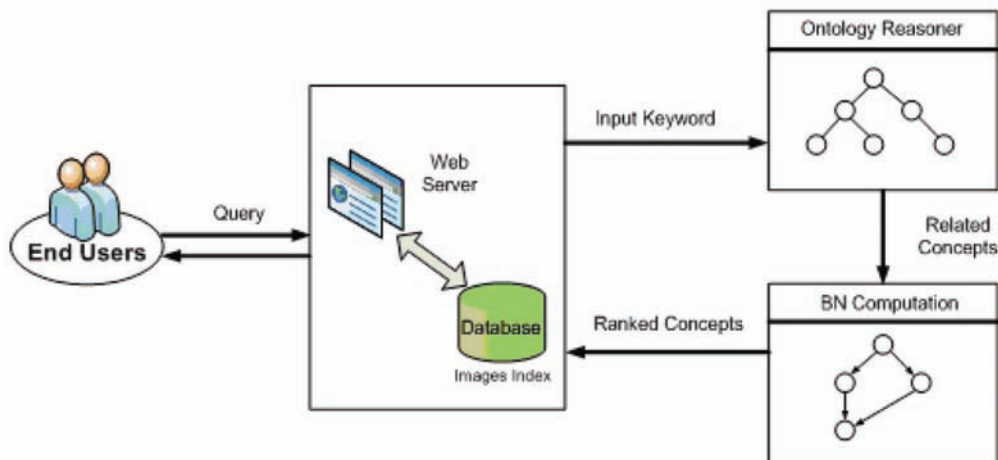 Ontology Reasoner
Input Keyword
Web
Server
Query
End Users
Related
Concepts
BN Computation
Database
Ranked Concepts
Images Index